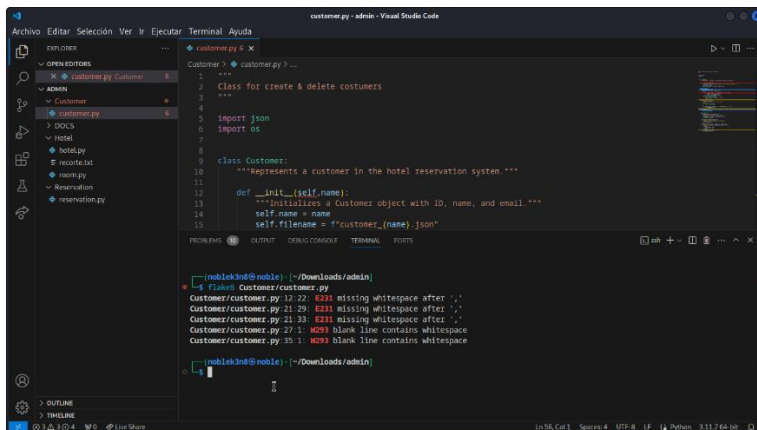 customer.py - admin - Visual Studio Code
Archivo Editar Selección Ver Ir Ejecutar Terminal Ayuda
EXPLORER
OPEN EDITORS
customer.py Customer 6
ADMIN
Customer
customer.py 6
DOCS
Hotel
hotel.py
recorte.txt
room.py
Reservation
reservation.py
OUTLINE
TIMELINE
customer.py 6
Customer > customer.py > ...
1 """
2 Class for create & delete costumers
3 """
4
5 import json
6 import os
7
8
9 class Customer:
10 """Represents a customer in the hotel reservation system."""
11
12 def __init__(self,name):
13 """Initializes a Customer object with ID, name, and email."""
14 self.name = name
15 self.filename = f"customer_{name}.json"
PROBLEMS 10 OUTPUT DEBUG CONSOLE TERMINAL PORTS
zsh
(noblek3n8㉿noble)-[~/Downloads/admin]
$ flake8 Customer/customer.py
Customer/customer.py:12:22: E231 missing whitespace after ','
Customer/customer.py:21:29: E231 missing whitespace after ','
Customer/customer.py:21:33: E231 missing whitespace after ','
Customer/customer.py:27:1: W293 blank line contains whitespace
Customer/customer.py:35:1: W293 blank line contains whitespace
(noblek3n8㉿noble)-[~/Downloads/admin]
$
3 3 4 0 Live Share
Ln 56, Col 1 Spaces: 4 UTF-8 LF Python 3.11.7 64-bit